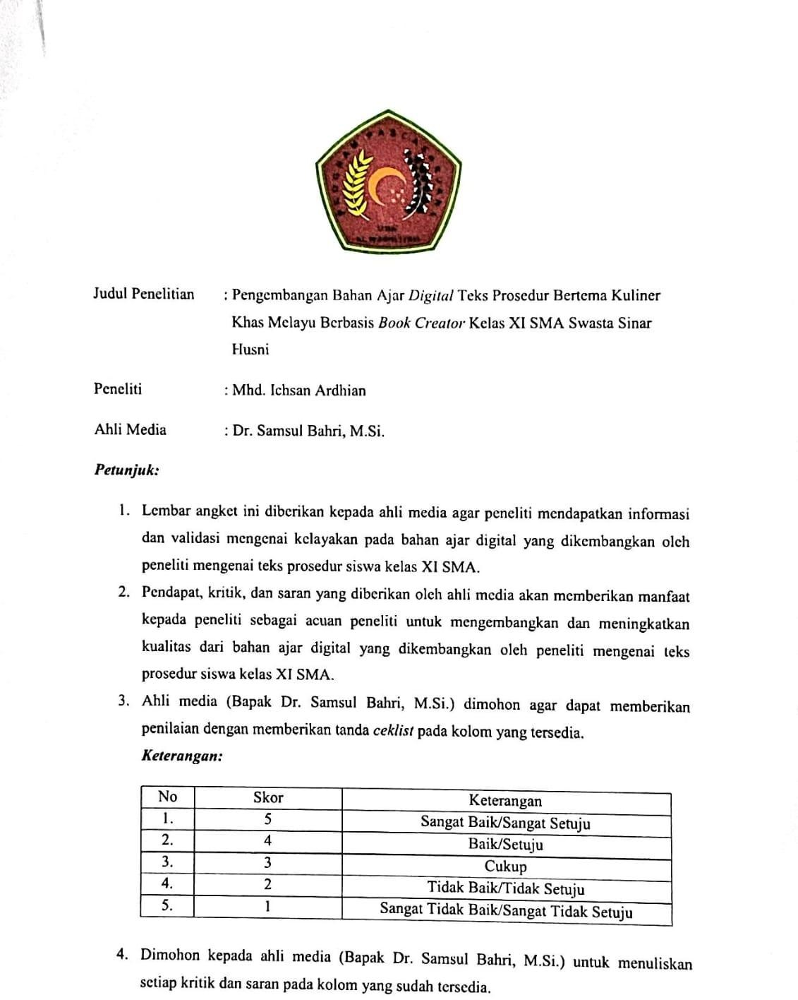 Judul Penelitian : Pengembangan Bahan Ajar Digital Teks Prosedur Bertema Kuliner
Khas Melayu Berbasis Book Creator Kelas XI SMA Swasta Sinar
Husni
Peneliti : Mhd. Ichsan Ardhian
Ahli Media : Dr. Samsul Bahri, M.Si.
Petunjuk:
1. Lembar angket ini diberikan kepada ahli media agar peneliti mendapatkan informasi
dan validasi mengenai kelayakan pada bahan ajar digital yang dikembangkan oleh
peneliti mengenai teks prosedur siswa kelas XI SMA.
2. Pendapat, kritik, dan saran yang diberikan oleh ahli media akan memberikan manfaat
kepada peneliti sebagai acuan peneliti untuk mengembangkan dan meningkatkan
kualitas dari bahan ajar digital yang dikembangkan oleh peneliti mengenai teks
prosedur siswa kelas XI SMA.
3. Ahli media (Bapak Dr. Samsul Bahri, M.Si.) dimohon agar dapat memberikan
penilaian dengan memberikan tanda ceklist pada kolom yang tersedia.
Keterangan:
No Skor Keterangan
1. 5 Sangat Baik/Sangat Setuju
2. 4 Baik/Setuju
3. 3 Cukup
4. 2 Tidak Baik/Tidak Setuju
5. 1 Sangat Tidak Baik/Sangat Tidak Setuju
4. Dimohon kepada ahli media (Bapak Dr. Samsul Bahri, M.Si.) untuk menuliskan
setiap kritik dan saran pada kolom yang sudah tersedia.